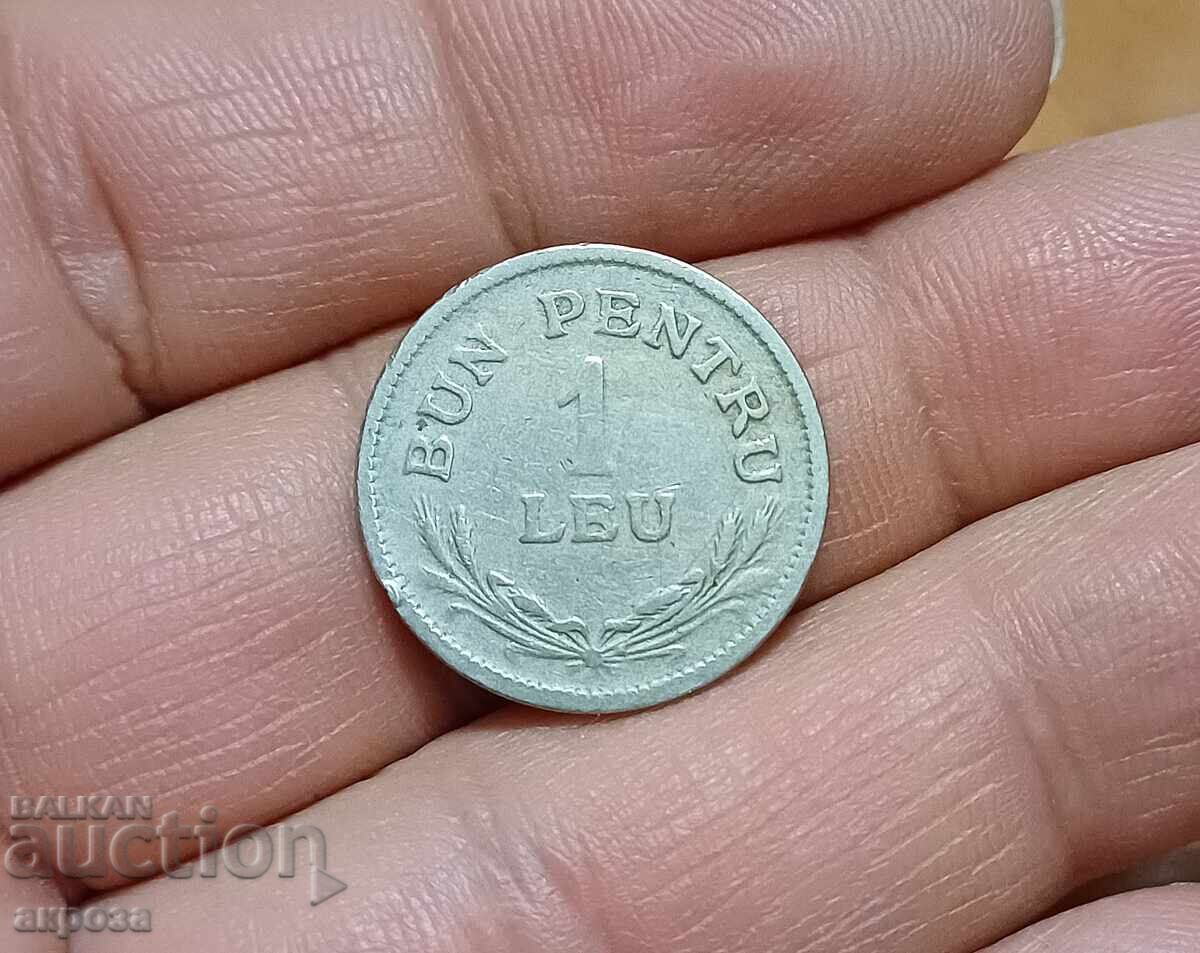 BUN PENTRU
1
LEU
BALKAN
auction
акроза